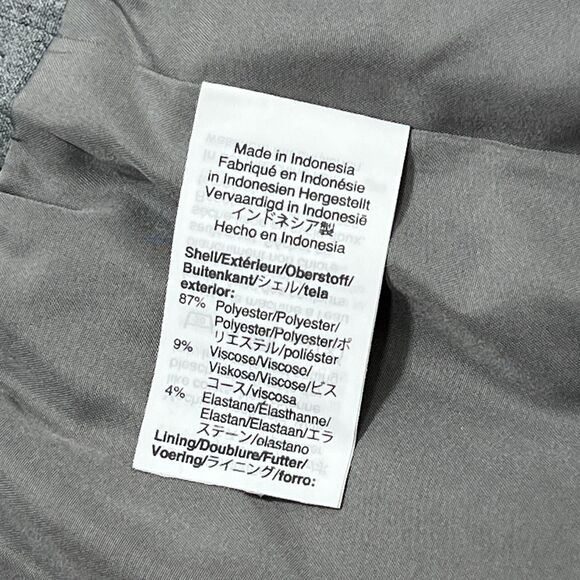 Made in Indonesia
Fabriqué en Indonésie
in Indonesien Hergestellt
Vervaardigd in Indonesië
インドネシア製
Hecho en Indonesia
Shell/Extérieur/Oberstoff/
Buitenkant/シェル/tela
exterior:
87% Polyester/Polyester/
Polyester/Polyester/ポ
リエステル/poliéster
9% Viscose/Viscose/
Viskose/Viscose/ビス
コース/viscosa
4% Elastane/Élasthanne/
Elastan/Elastaan/エラ
ステーン/elastano
Lining/Doublure/Futter/
Voering/ライニング/forro: